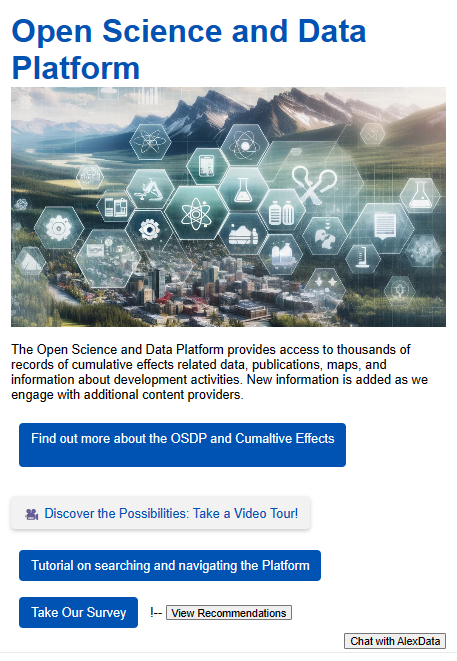 Open Science and Data
Platform
The Open Science and Data Platform provides access to thousands of
records of cumulative effects related data, publications, maps, and
information about development activities. New information is added as we
engage with additional content providers.
Find out more about the OSDP and Cumaltive Effects
Discover the Possibilities: Take a Video Tour!
Tutorial on searching and navigating the Platform
Take Our Survey !-- View Recommendations
Chat with AlexData